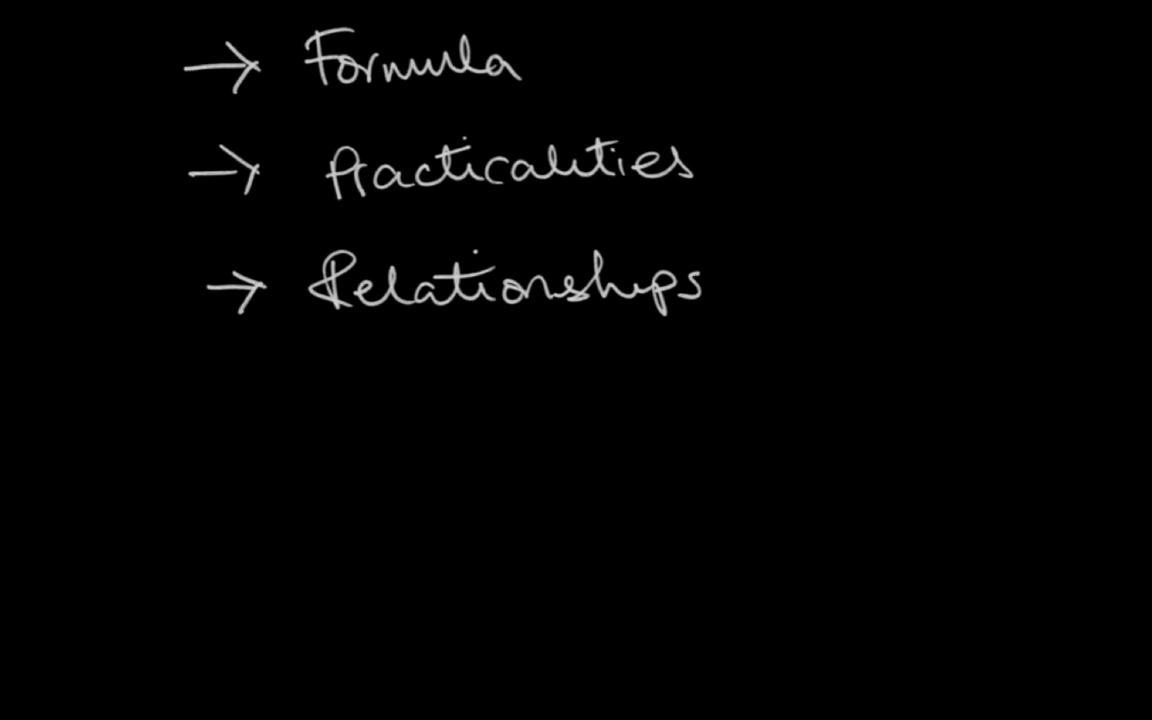 → Formula
→ Practicalities
→ Relationships